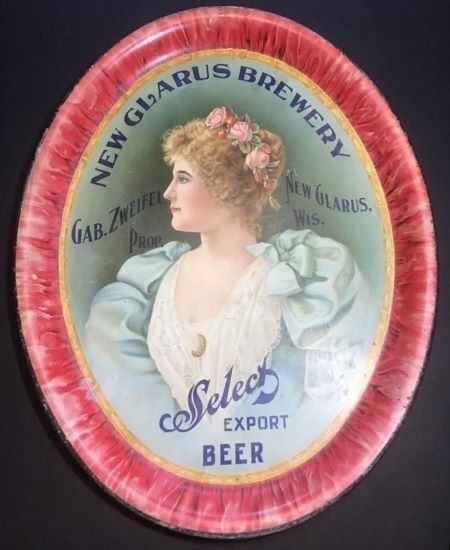 NEW GLARUS BREWERY
GAB. ZWEIFEL
PROP.
NEW GLARUS.
WIS.
Select
EXPORT
BEER